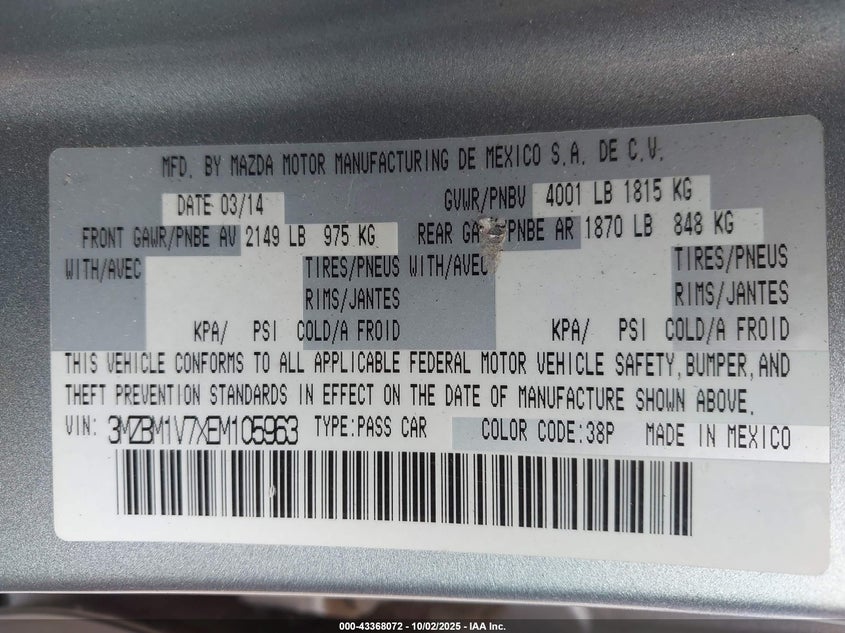 MFD. BY MAZDA MOTOR MANUFACTURING DE MEXICO S.A. DE C.V.
DATE 03/14 GVWR/PNBV 4001 LB 1815 KG
FRONT GAWR/PNBE AV 2149 LB 975 KG REAR GAWR/PNBE AR 1870 LB 848 KG
WITH/AVEC TIRES/PNEUS WITH/AVEC TIRES/PNEUS
RIMS/JANTES RIMS/JANTES
KPA/ PSI COLD/A FROID KPA/ PSI COLD/A FROID
THIS VEHICLE CONFORMS TO ALL APPLICABLE FEDERAL MOTOR VEHICLE SAFETY, BUMPER, AND
THEFT PREVENTION STANDARDS IN EFFECT ON THE DATE OF MANUFACTURE SHOWN ABOVE.
VIN: 3MZBM1V7XEM105963 TYPE:PASS CAR COLOR CODE:38P MADE IN MEXICO
000-43368072 - 10/02/2025 - IAA Inc.